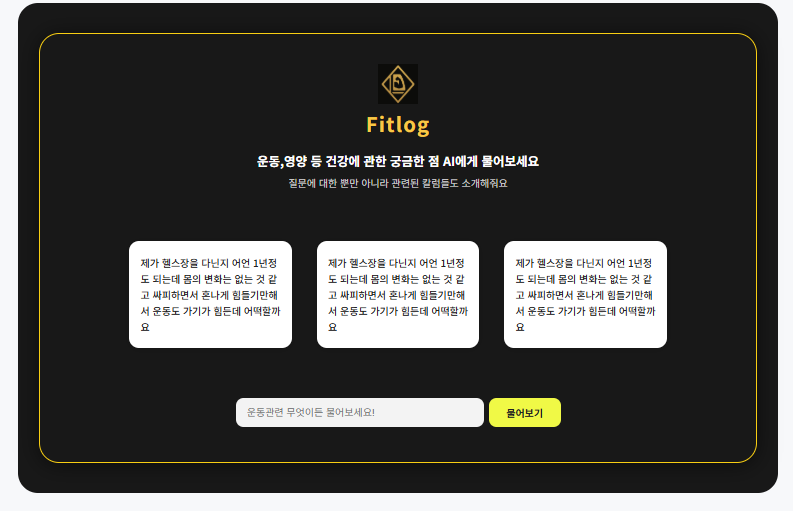 Fitlog
운동,영양 등 건강에 관한 궁금한 점 AI에게 물어보세요
질문에 대한 뿐만 아니라 관련된 칼럼들도 소개해줘요
제가 헬스장을 다닌지 어언 1년정
도 되는데 몸의 변화는 없는 것 같
고 싸피하면서 혼나게 힘들기만해
서 운동도 가기가 힘든데 어떡할까
요
제가 헬스장을 다닌지 어언 1년정
도 되는데 몸의 변화는 없는 것 같
고 싸피하면서 혼나게 힘들기만해
서 운동도 가기가 힘든데 어떡할까
요
제가 헬스장을 다닌지 어언 1년정
도 되는데 몸의 변화는 없는 것 같
고 싸피하면서 혼나게 힘들기만해
서 운동도 가기가 힘든데 어떡할까
요
운동관련 무엇이든 물어보세요!
물어보기